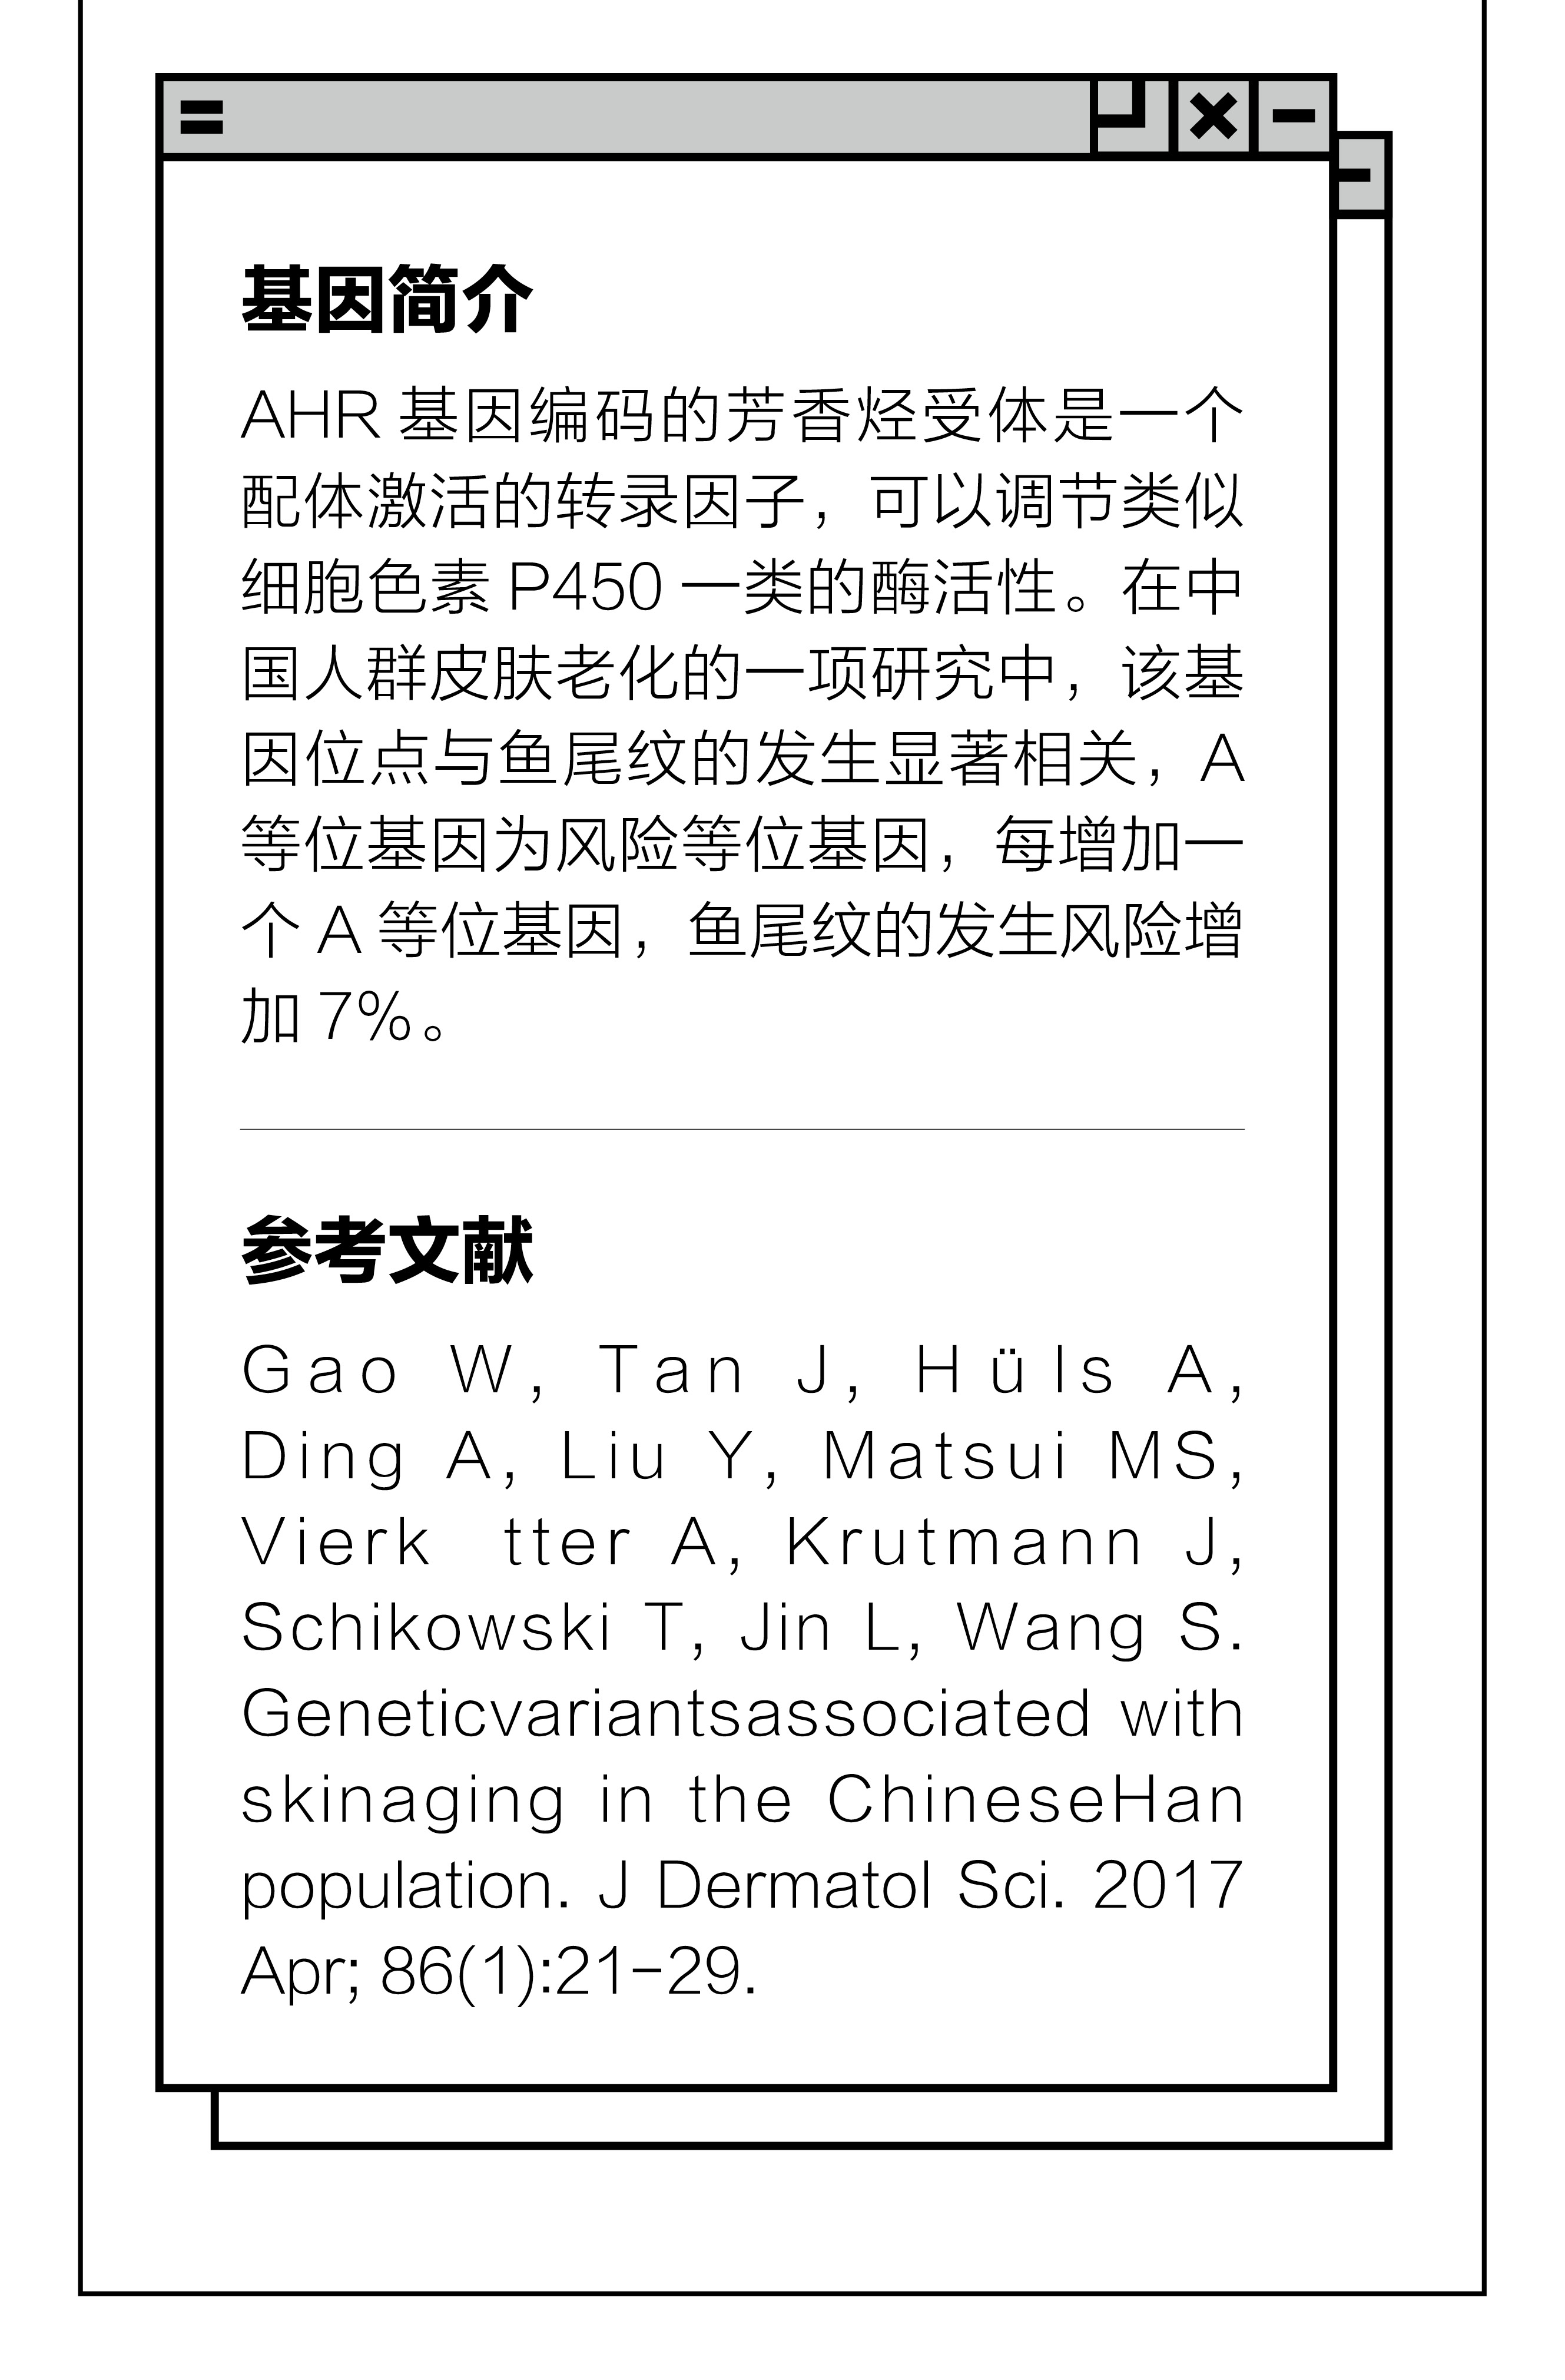 基因简介
AHR 基因编码的芳香烃受体是一个
配体激活的转录因子，可以调节类似
细胞色素 P450 一类的酶活性。在中
国人群皮肤老化的一项研究中，该基
因位点与鱼尾纹的发生显著相关，A
等位基因为风险等位基因，每增加一
个 A 等位基因，鱼尾纹的发生风险增
加 7%。
参考文献
Gao W, Tan J, Hüls A,
Ding A, Liu Y, Matsui MS,
Vierk tter A, Krutmann J,
Schikowski T, Jin L, Wang S.
Geneticvariantsassociated with
skinaging in the ChineseHan
population. J Dermatol Sci. 2017
Apr; 86(1):21-29.